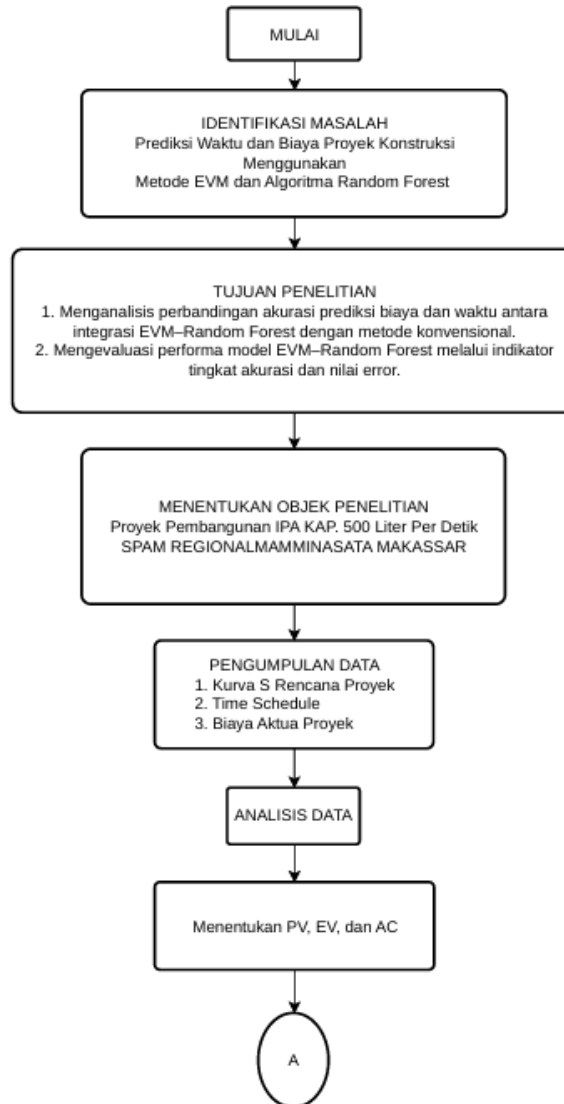 MULAI
IDENTIFIKASI MASALAH
Prediksi Waktu dan Biaya Proyek Konstruksi
Menggunakan
Metode EVM dan Algoritma Random Forest
TUJUAN PENELITIAN
1. Menganalisis perbandingan akurasi prediksi biaya dan waktu antara
integrasi EVM–Random Forest dengan metode konvensional.
2. Mengevaluasi performa model EVM–Random Forest melalui indikator
tingkat akurasi dan nilai error.
MENENTUKAN OBJEK PENELITIAN
Proyek Pembangunan IPA KAP. 500 Liter Per Detik
SPAM REGIONALMAMMINASATA MAKASSAR
PENGUMPULAN DATA
1. Kurva S Rencana Proyek
2. Time Schedule
3. Biaya Aktua Proyek
ANALISIS DATA
Menentukan PV, EV, dan AC
A